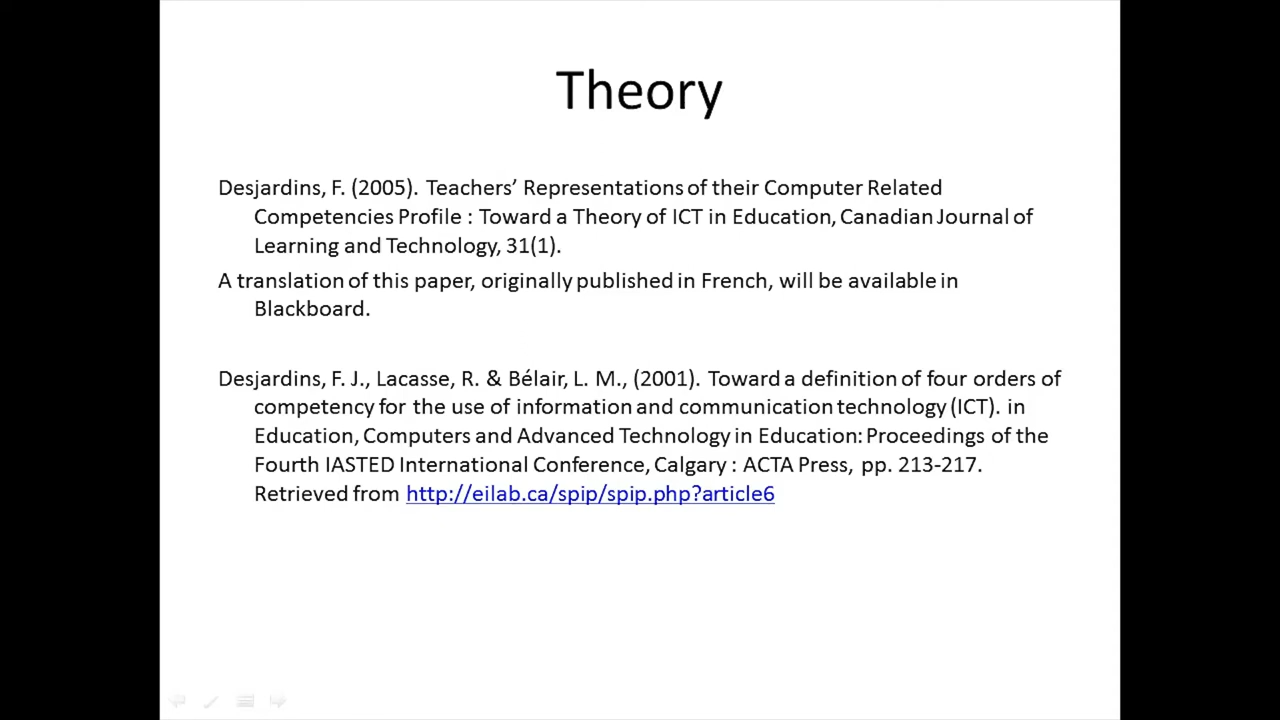 Theory
Desjardins, F. (2005). Teachers’ Representations of their Computer Related
Competencies Profile : Toward a Theory of ICT in Education, Canadian Journal of
Learning and Technology, 31(1).
A translation of this paper, originally published in French, will be available in
Blackboard.
Desjardins, F. J., Lacasse, R. & Bélair, L. M., (2001). Toward a definition of four orders of
competency for the use of information and communication technology (ICT). in
Education, Computers and Advanced Technology in Education: Proceedings of the
Fourth IASTED International Conference, Calgary : ACTA Press, pp. 213-217.
Retrieved from http://eilab.ca/spip/spip.php?article6